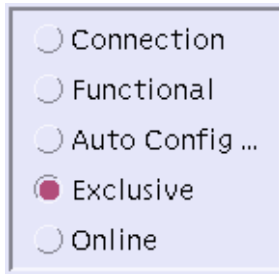 Connection
Functional
Auto Config ...
Exclusive
Online